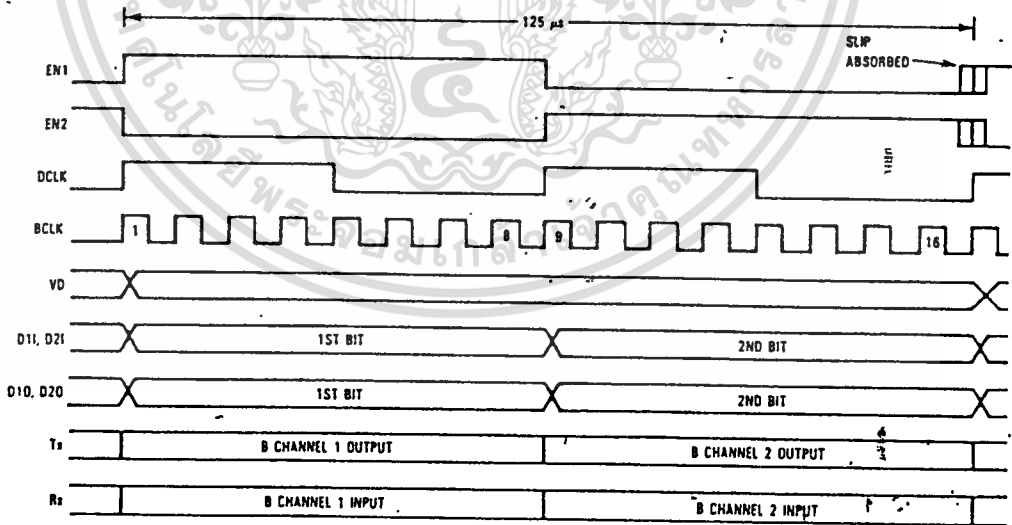 125 µs
SLIP
ABSORBED
EN1
EN2
DCLK
BCLK 1 8 9 16
VD
D1I, D2I 1ST BIT 2ND BIT
D1O, D2O 1ST BIT 2ND BIT
Tx B CHANNEL 1 OUTPUT B CHANNEL 2 OUTPUT
Rx B CHANNEL 1 INPUT B CHANNEL 2 INPUT